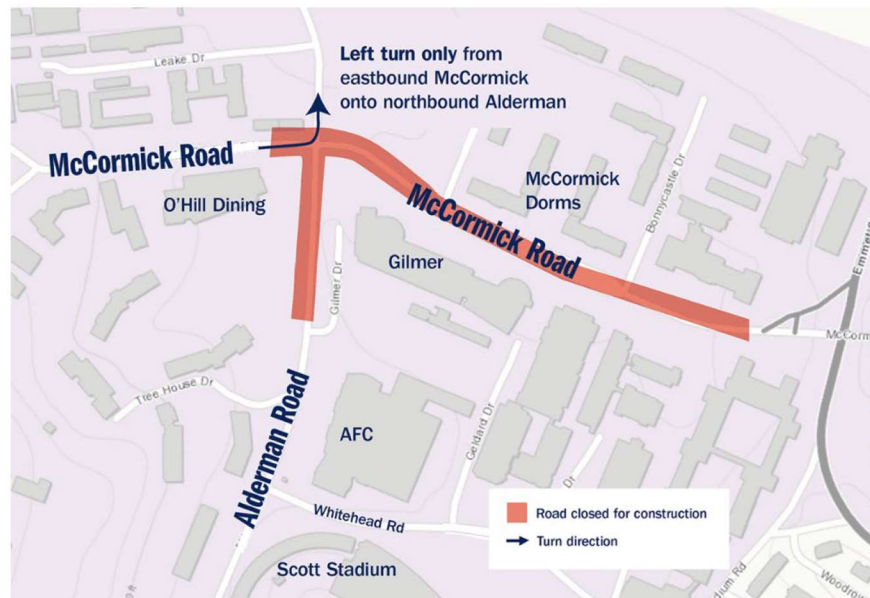 Leake Dr
Left turn only from
eastbound McCormick
onto northbound Alderman
McCormick Road
O'Hill Dining
McCormick
Dorms
Bonnycastle Dr
McCormick Road
Gilmer
Gilmer Dr
McCorm
Tree House Dr
Alderman Road
AFC
Geldard Dr
Whitehead Rd
Dr
Scott Stadium
Road closed for construction
Turn direction